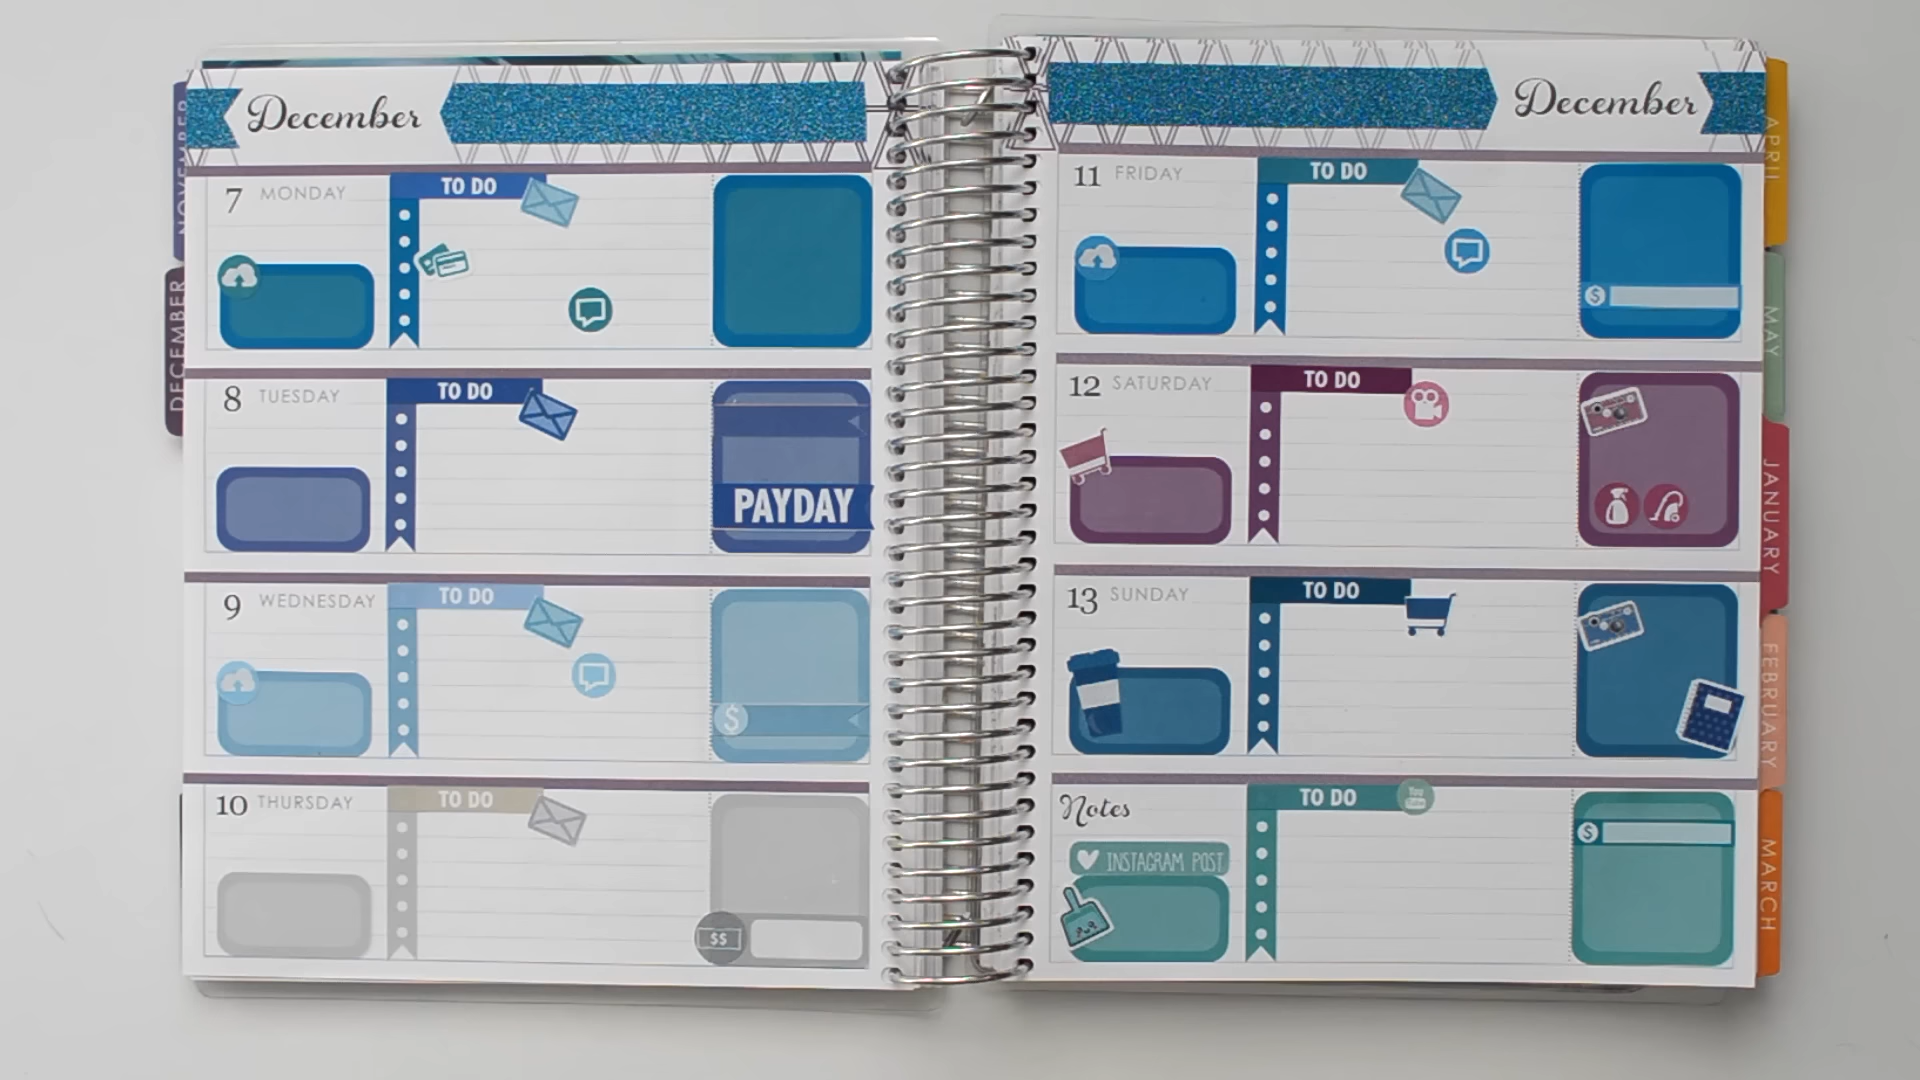 December
7 MONDAY
TO DO
8 TUESDAY
TO DO
PAYDAY
9 WEDNESDAY
TO DO
$
10 THURSDAY
TO DO
$$
December
11 FRIDAY
TO DO
$
12 SATURDAY
TO DO
13 SUNDAY
TO DO
Notes
TO DO
You
Tube
$
INSTAGRAM POST
NOVEMBER
DECEMBER
APRIL
MAY
JANUARY
FEBRUARY
MARCH